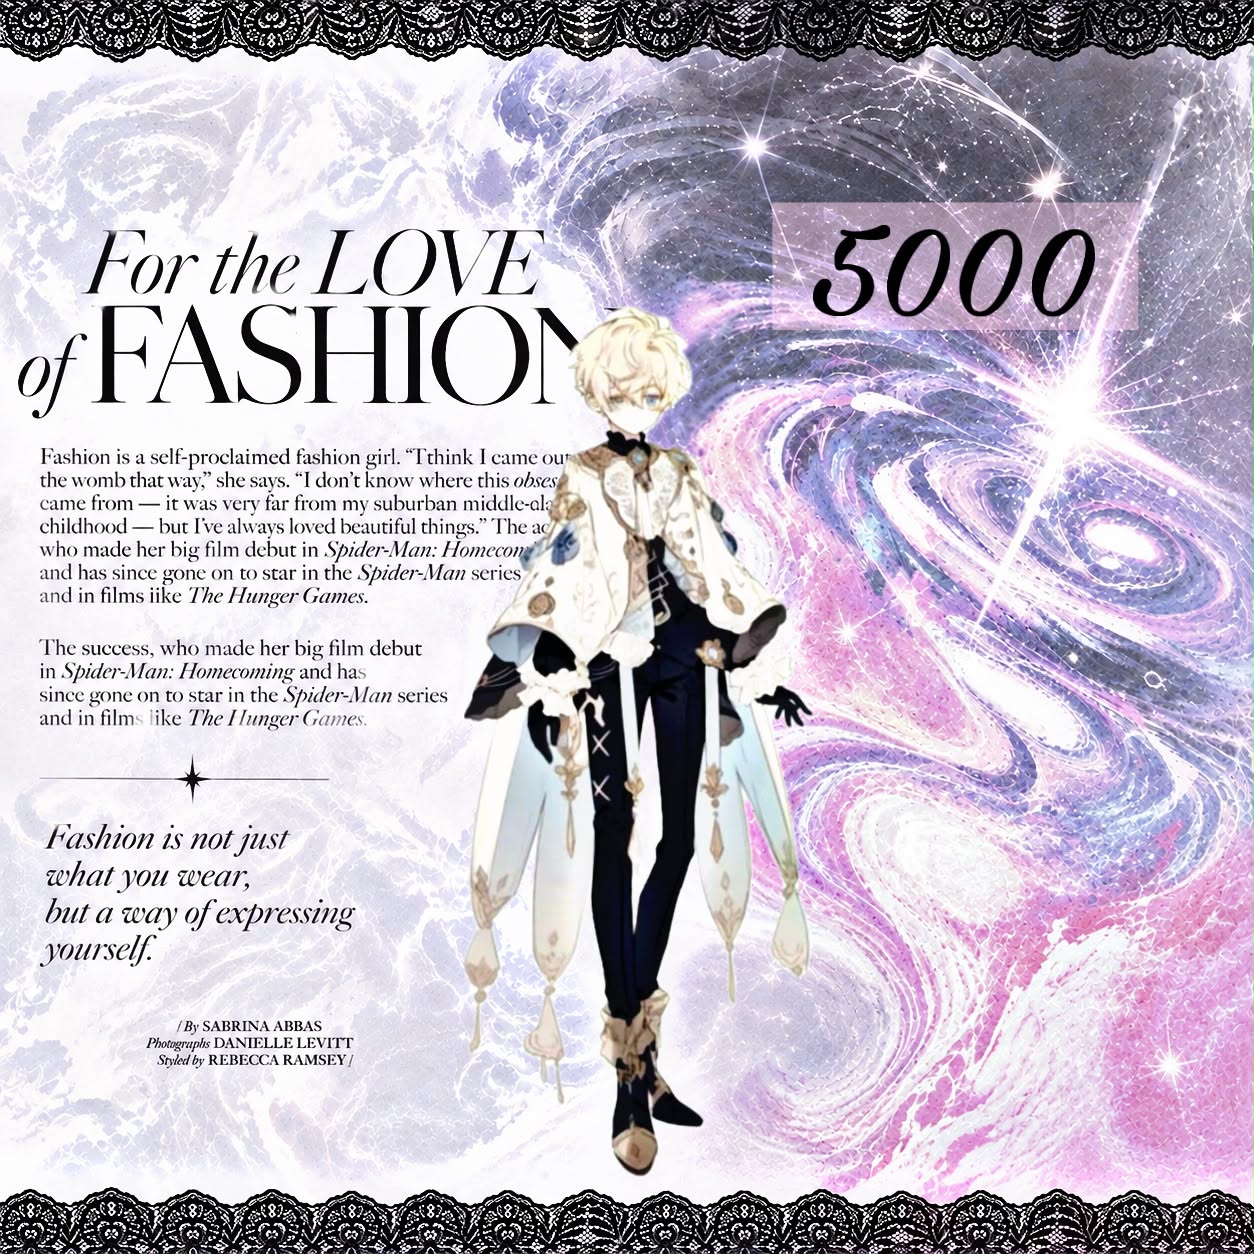 For the LOVE
of FASHION
5000
Fashion is a self-proclaimed fashion girl. “Tthink I came out
the womb that way,” she says. “I don’t know where this obses
came from — it was very far from my suburban middle-cla
childhood — but I’ve always loved beautiful things.” The ac
who made her big film debut in Spider-Man: Homecom
and has since gone on to star in the Spider-Man series
and in films iike The Hunger Games.
The success, who made her big film debut
in Spider-Man: Homecoming and has
since gone on to star in the Spider-Man series
and in films like The Hunger Games.
Fashion is not just
what you wear,
but a way of expressing
yourself.
/ By SABRINA ABBAS
Photographs DANIELLE LEVITT
Styled by REBECCA RAMSEY /